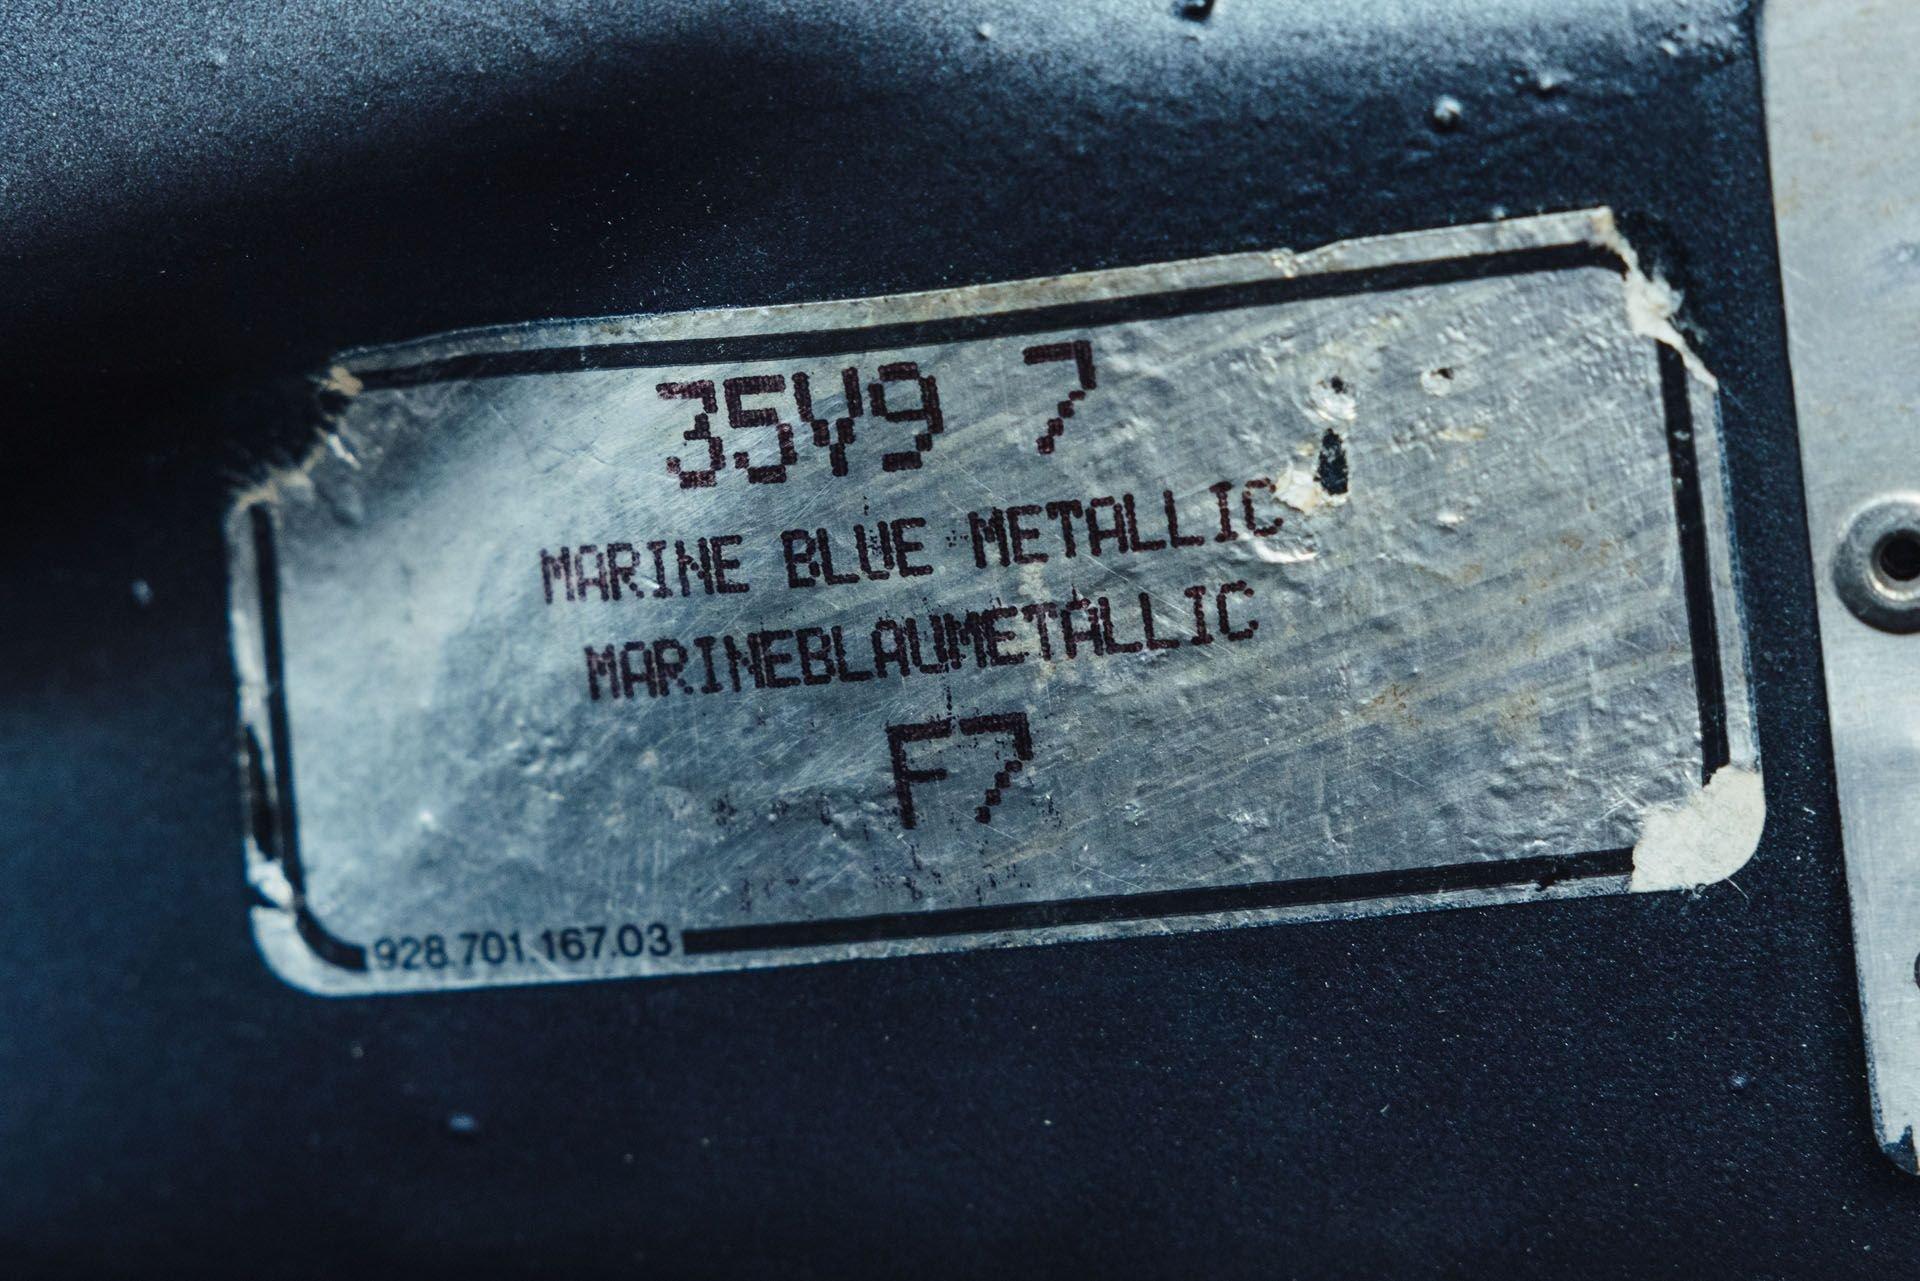 35V9 7
MARINE BLUE METALLIC
MARINEBLAUMETALLIC
F7
928.701.167.03